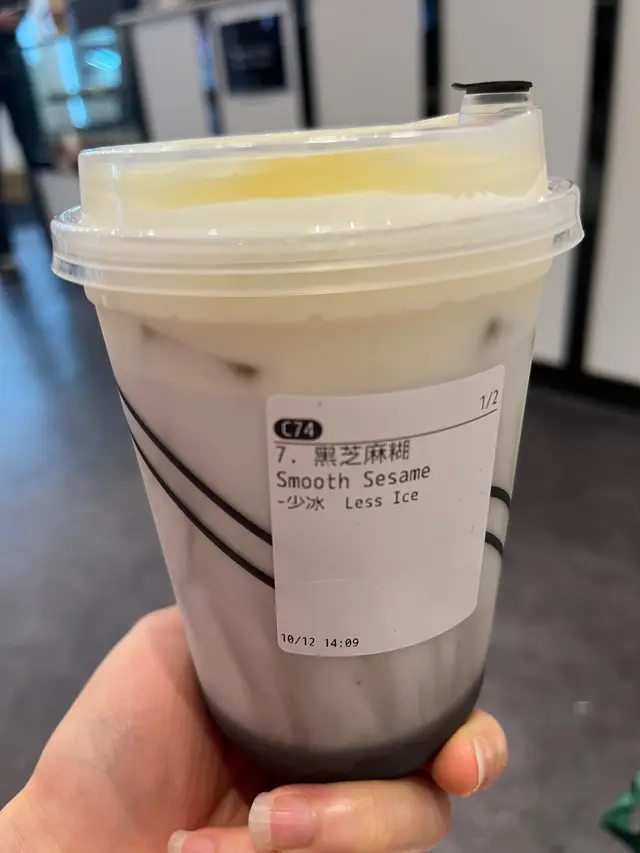 C74
1/2
7. 黑芝麻糊
Smooth Sesame
-少冰 Less Ice
10/12 14:09